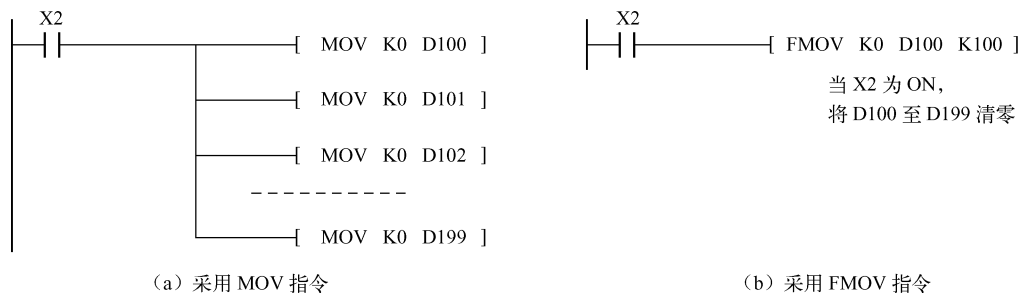 X2
[ MOV K0 D100 ]
[ MOV K0 D101 ]
[ MOV K0 D102 ]
[ MOV K0 D199 ]
（a）采用 MOV 指令
X2
[ FMOV K0 D100 K100 ]
当 X2 为 ON，
将 D100 至 D199 清零
（b）采用 FMOV 指令